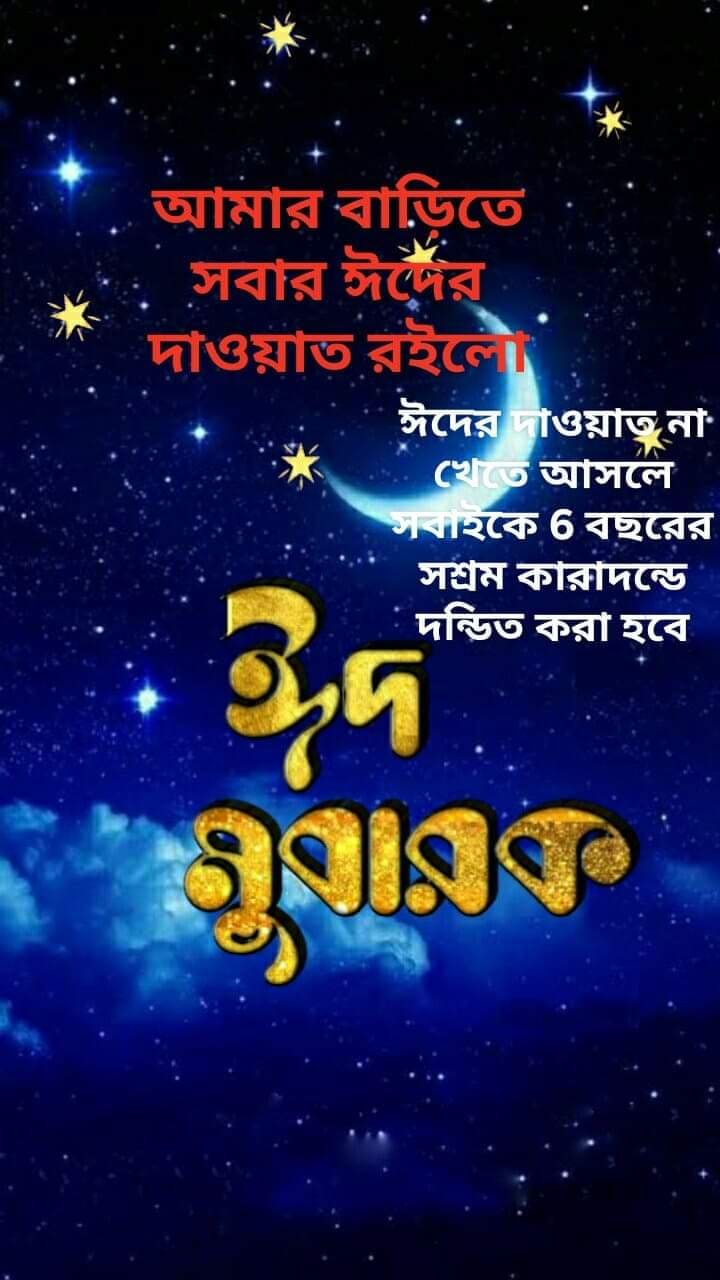 আমার বাড়িতে
সবার ঈদের
দাওয়াত রইলো
ঈদের দাওয়াত না
খেতে আসলে
সবাইকে 6 বছরের
সশ্রম কারাদন্ডে
দন্ডিত করা হবে
ঈদ
মুবারক